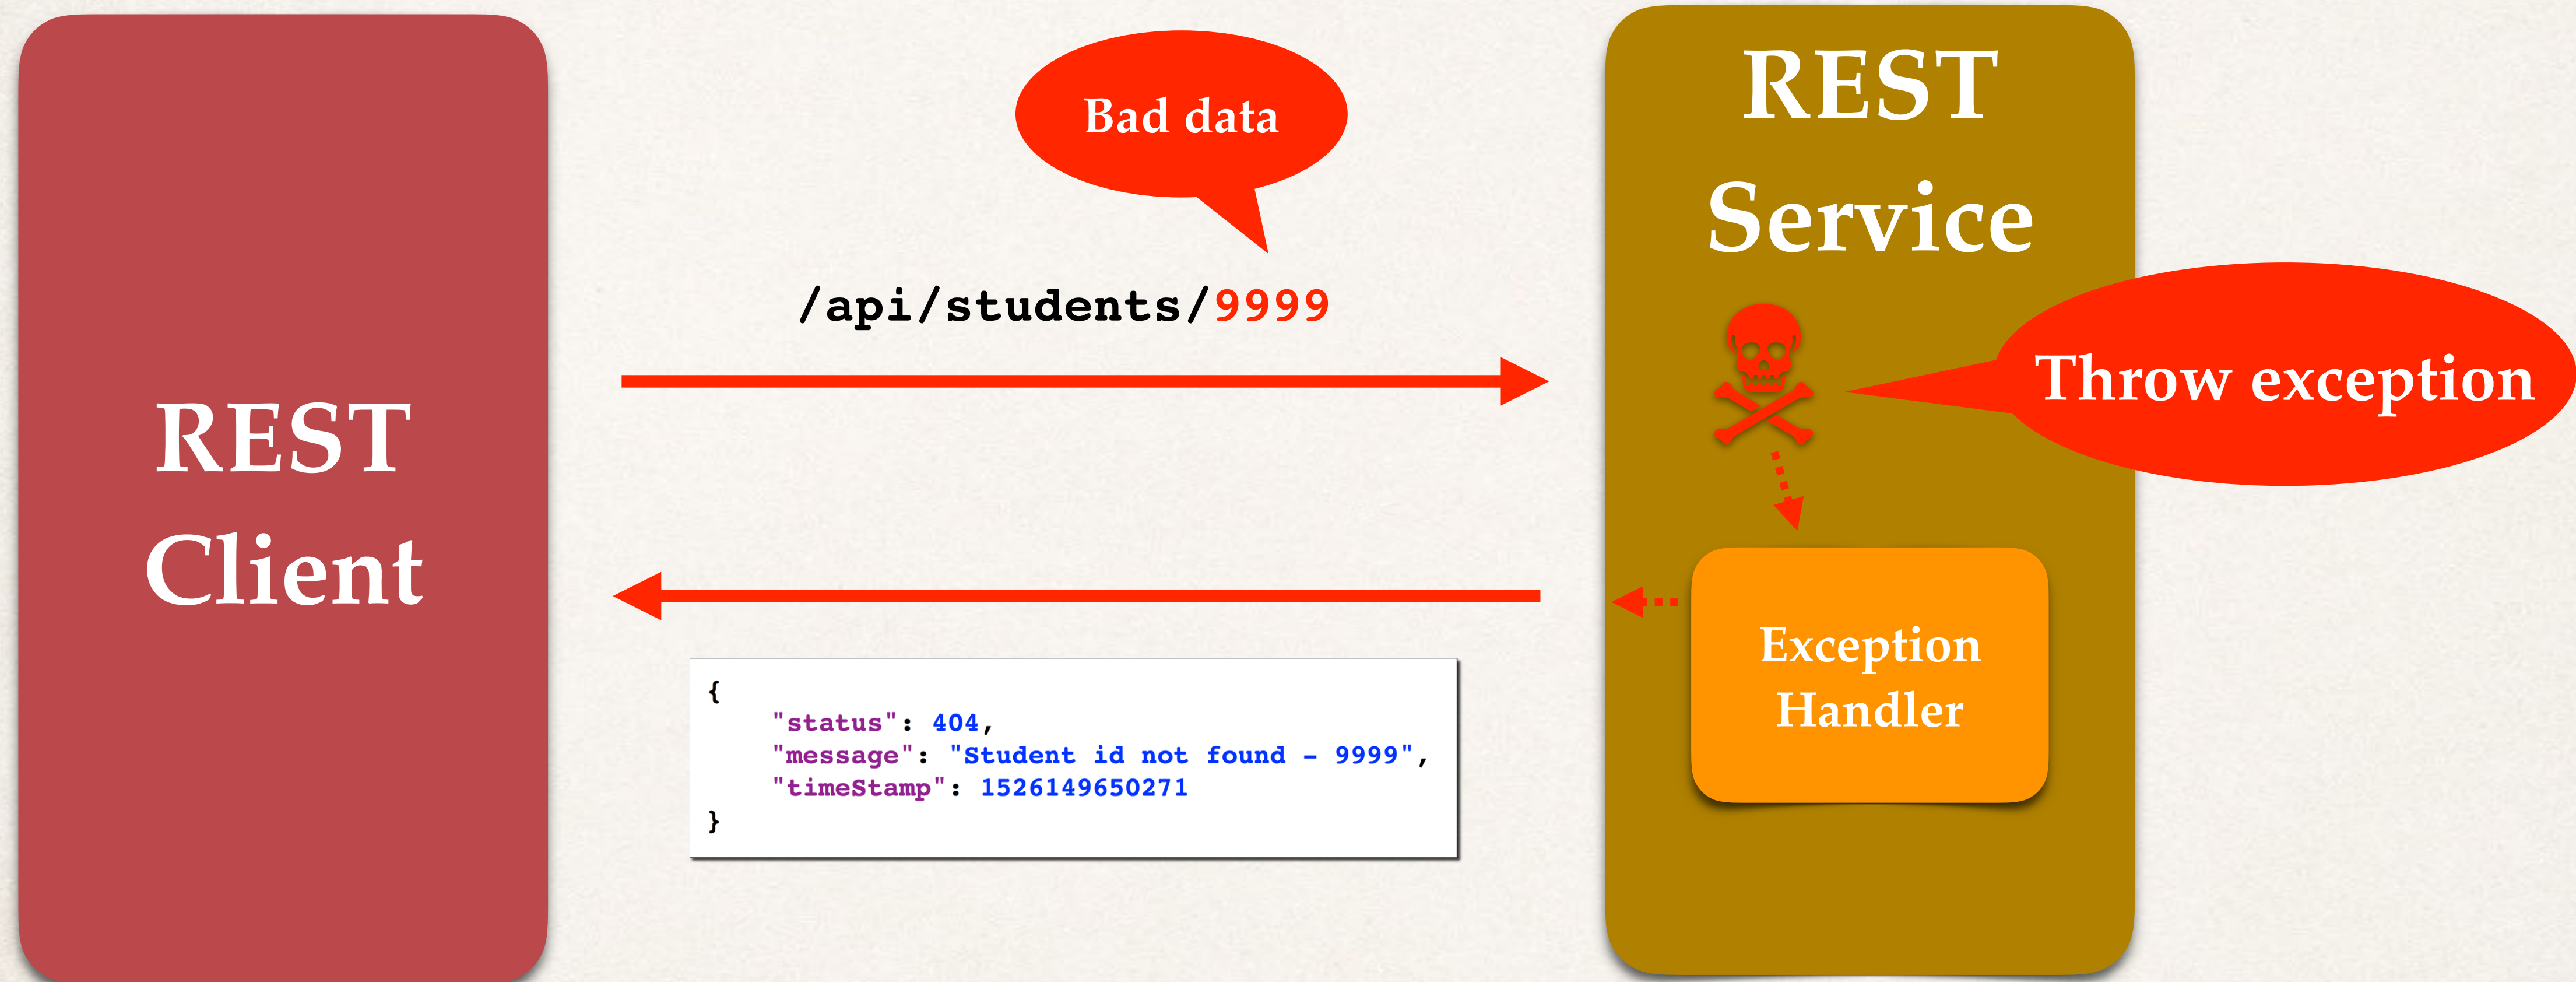 REST
Client
Bad data
/api/students/9999
REST
Service
Throw exception
Exception
Handler
{
"status": 404,
"message": "Student id not found - 9999",
"timeStamp": 1526149650271
}